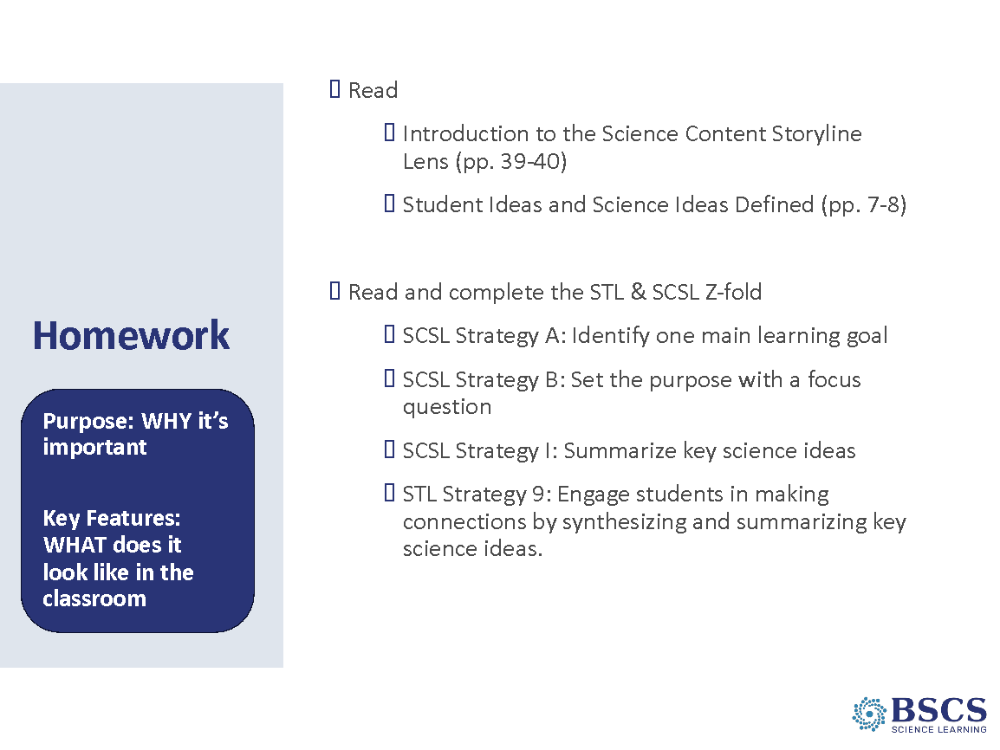 Homework
Purpose: WHY it’s
important
Key Features:
WHAT does it
look like in the
classroom
Read
Introduction to the Science Content Storyline
Lens (pp. 39-40)
Student Ideas and Science Ideas Defined (pp. 7-8)
Read and complete the STL & SCSL Z-fold
SCSL Strategy A: Identify one main learning goal
SCSL Strategy B: Set the purpose with a focus
question
SCSL Strategy I: Summarize key science ideas
STL Strategy 9: Engage students in making
connections by synthesizing and summarizing key
science ideas.
BSCS
SCIENCE LEARNING